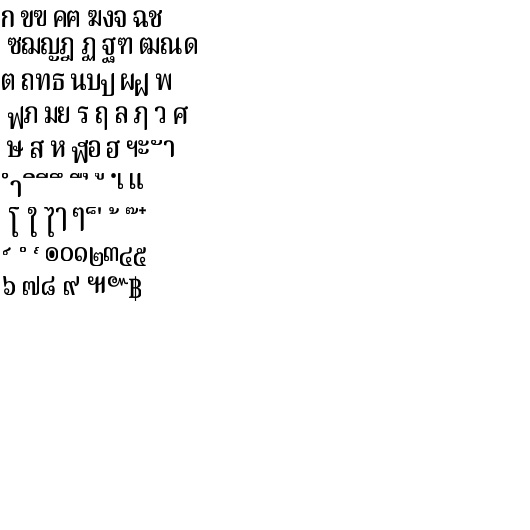 ก ขฃ คฅ ฆงจ ฉช
ซฌญฎ ฏ ฐฑ ฒณด
ต ถทธ นบป ผฝ พ
ฟภ มย ร ฤ ล ฦ ว ศ
ษ ส ห ฬอ ฮ ฯะ ั า
ำ ิ ี ึ ื ุ ู ฺ เ แ
โ ใ ไๅ ๆ ็ ่ ้ ๊ ๋
์ ํ ๎ ๏๐๑๒๓๔๕
๖ ๗๘ ๙ ๚๛฿